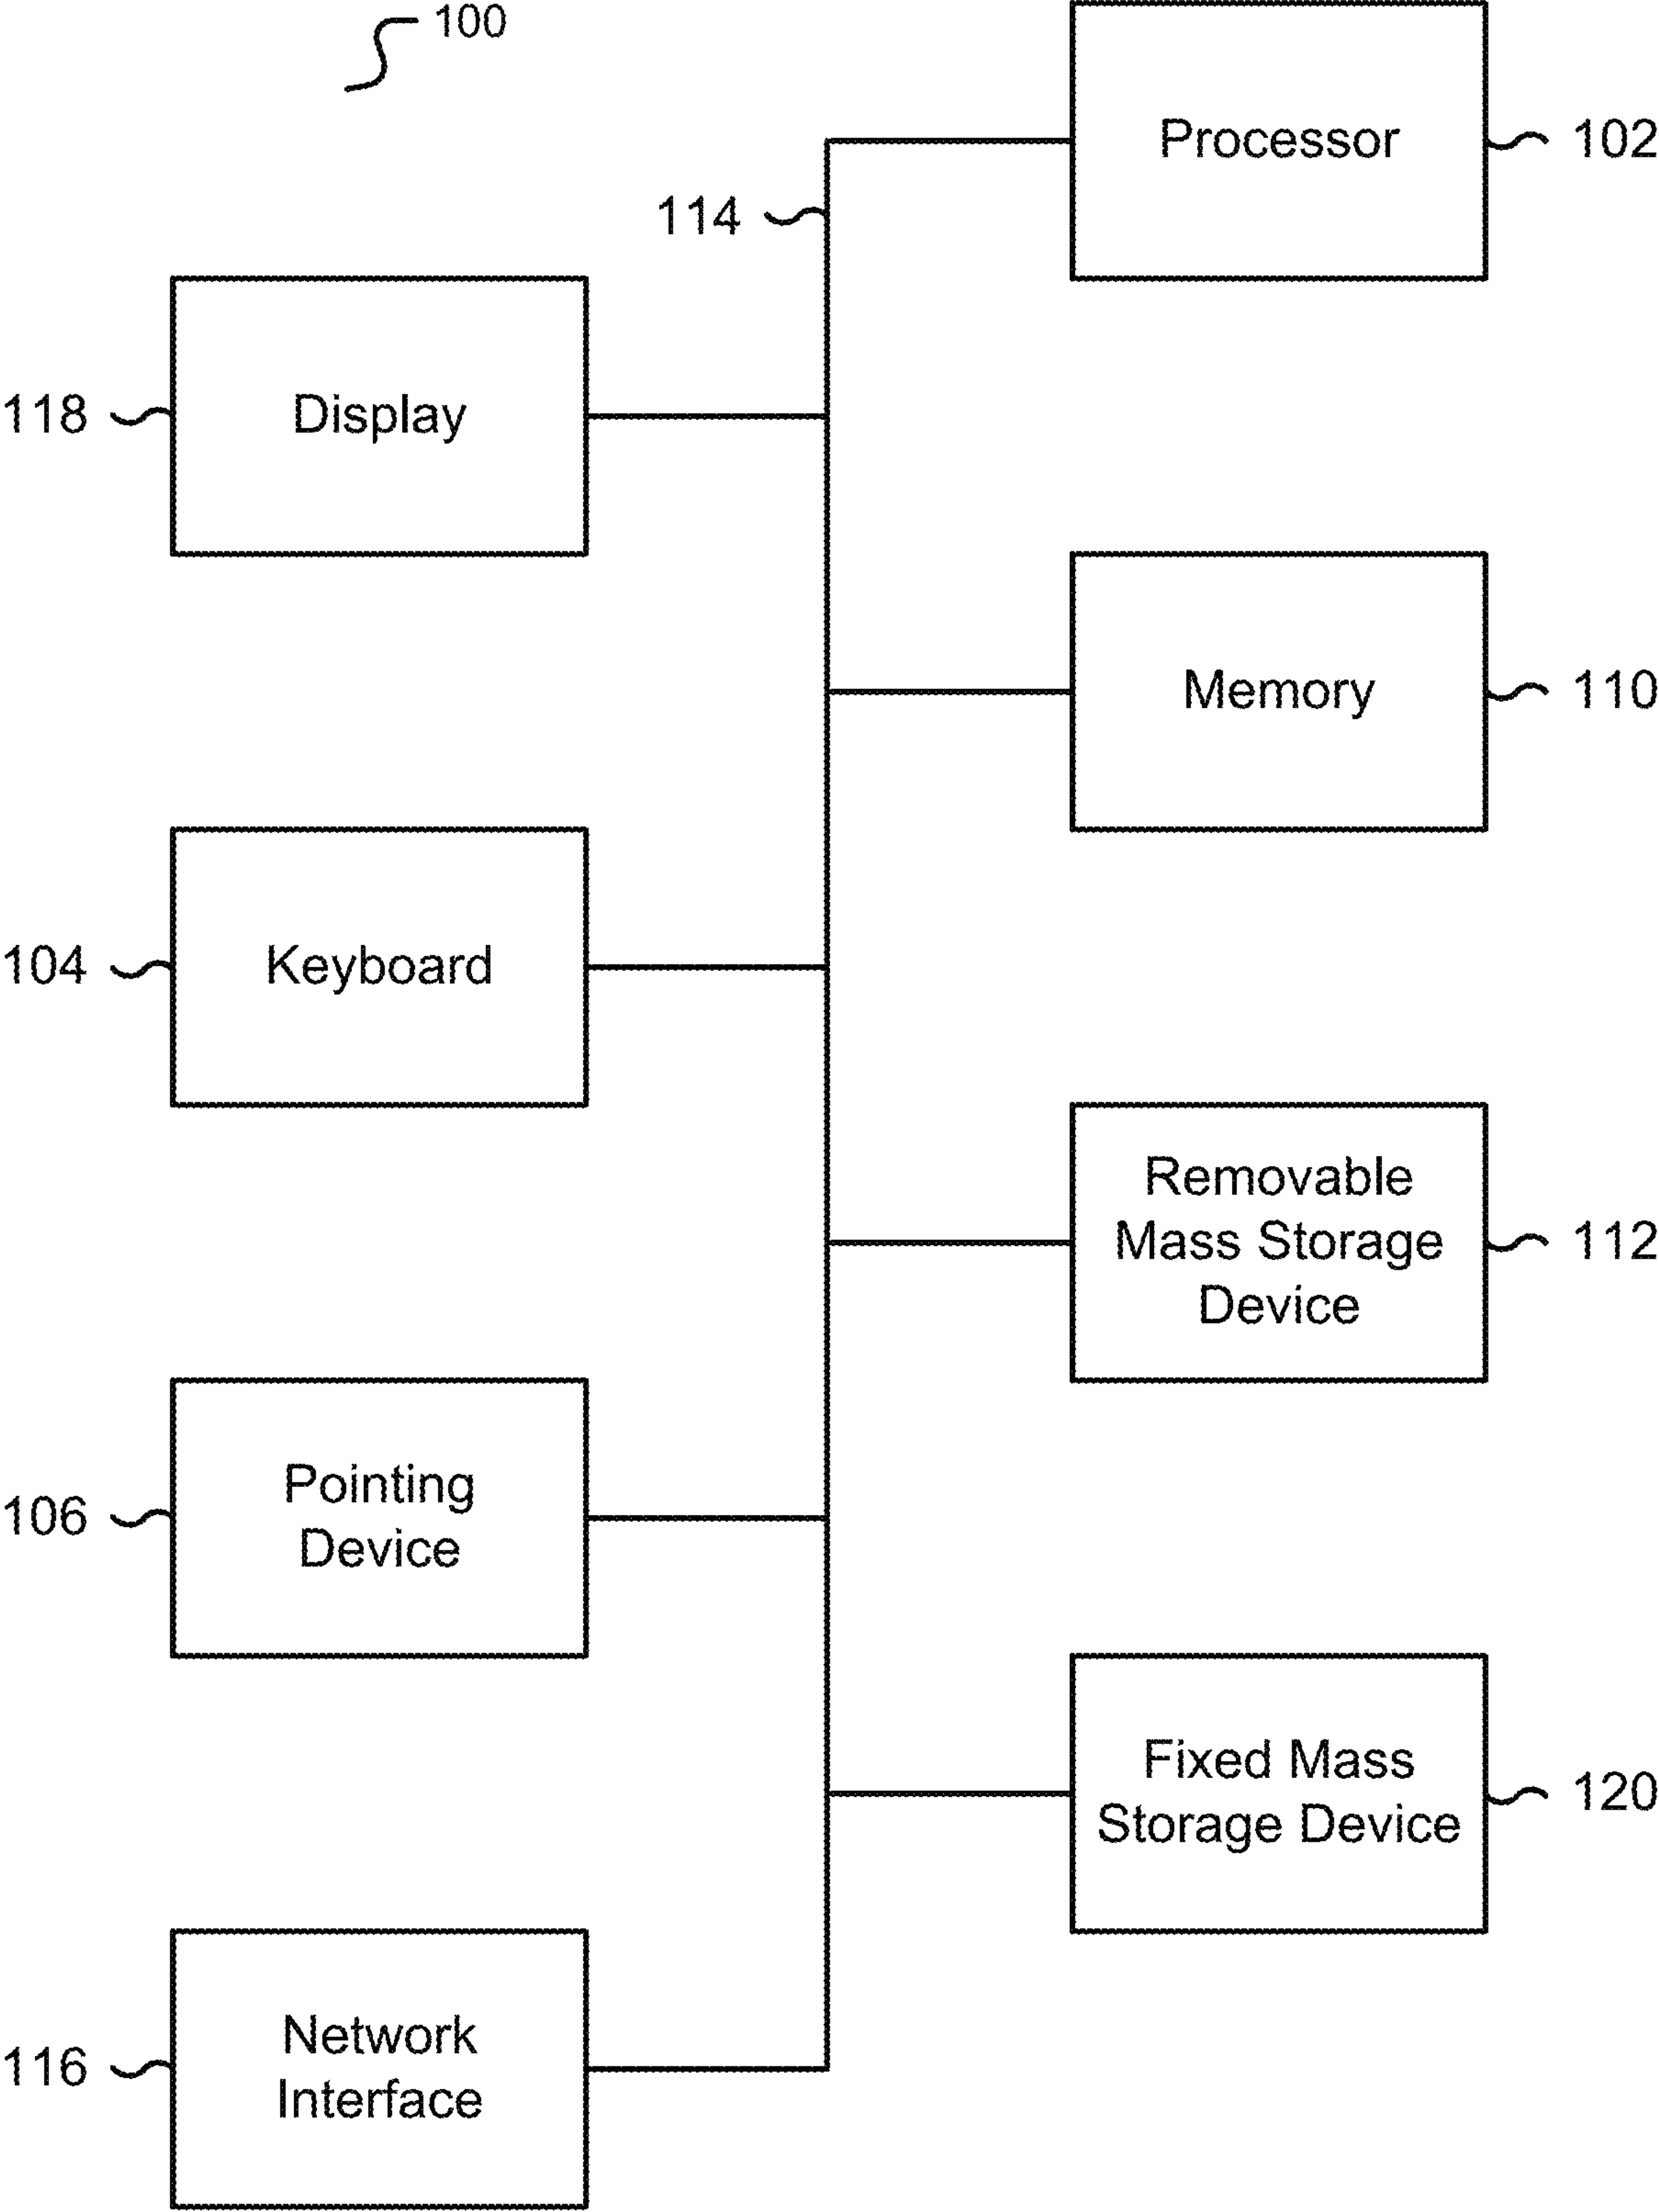 100
Processor
102
114
118
Display
Memory
110
104
Keyboard
Removable
Mass Storage
Device
112
106
Pointing
Device
Fixed Mass
Storage Device
120
116
Network
Interface